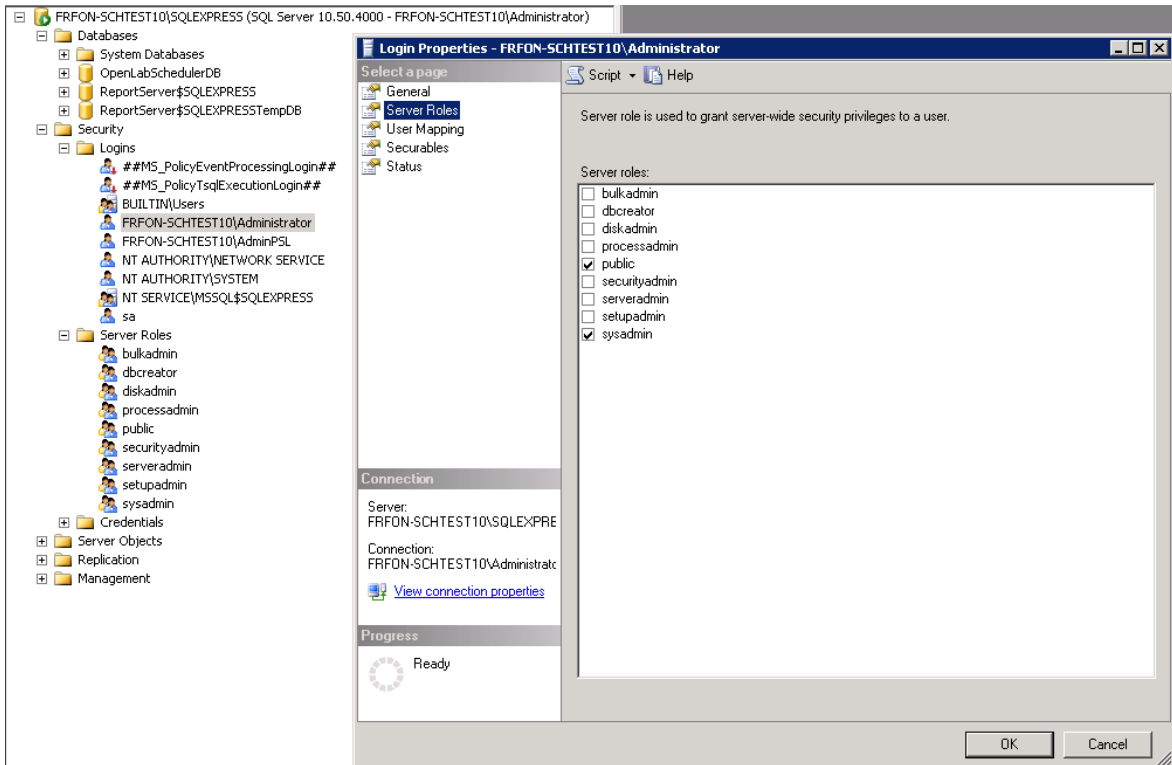 FRFON-SCHTEST10\SQLEXPRESS (SQL Server 10.50.4000 - FRFON-SCHTEST10\Administrator)
Databases
System Databases
OpenLabSchedulerDB
ReportServer$SQLEXPRESS
ReportServer$SQLEXPRESSTempDB
Security
Logins
##MS_PolicyEventProcessingLogin##
##MS_PolicyTsqlExecutionLogin##
BUILTIN\Users
FRFON-SCHTEST10\Administrator
FRFON-SCHTEST10\AdminPSL
NT AUTHORITY\NETWORK SERVICE
NT AUTHORITY\SYSTEM
NT SERVICE\MSSQL$SQLEXPRESS
sa
Server Roles
bulkadmin
dbcreator
diskadmin
processadmin
public
securityadmin
serveradmin
setupadmin
sysadmin
Credentials
Server Objects
Replication
Management
Login Properties - FRFON-SCHTEST10\Administrator
Select a page
General
Server Roles
User Mapping
Securables
Status
Connection
Server:
FRFON-SCHTEST10\SQLEXPRE
Connection:
FRFON-SCHTEST10\Administratc
View connection properties
Progress
Ready
Script Help
Server role is used to grant server-wide security privileges to a user.
Server roles:
bulkadmin
dbcreator
diskadmin
processadmin
public
securityadmin
serveradmin
setupadmin
sysadmin
OK Cancel